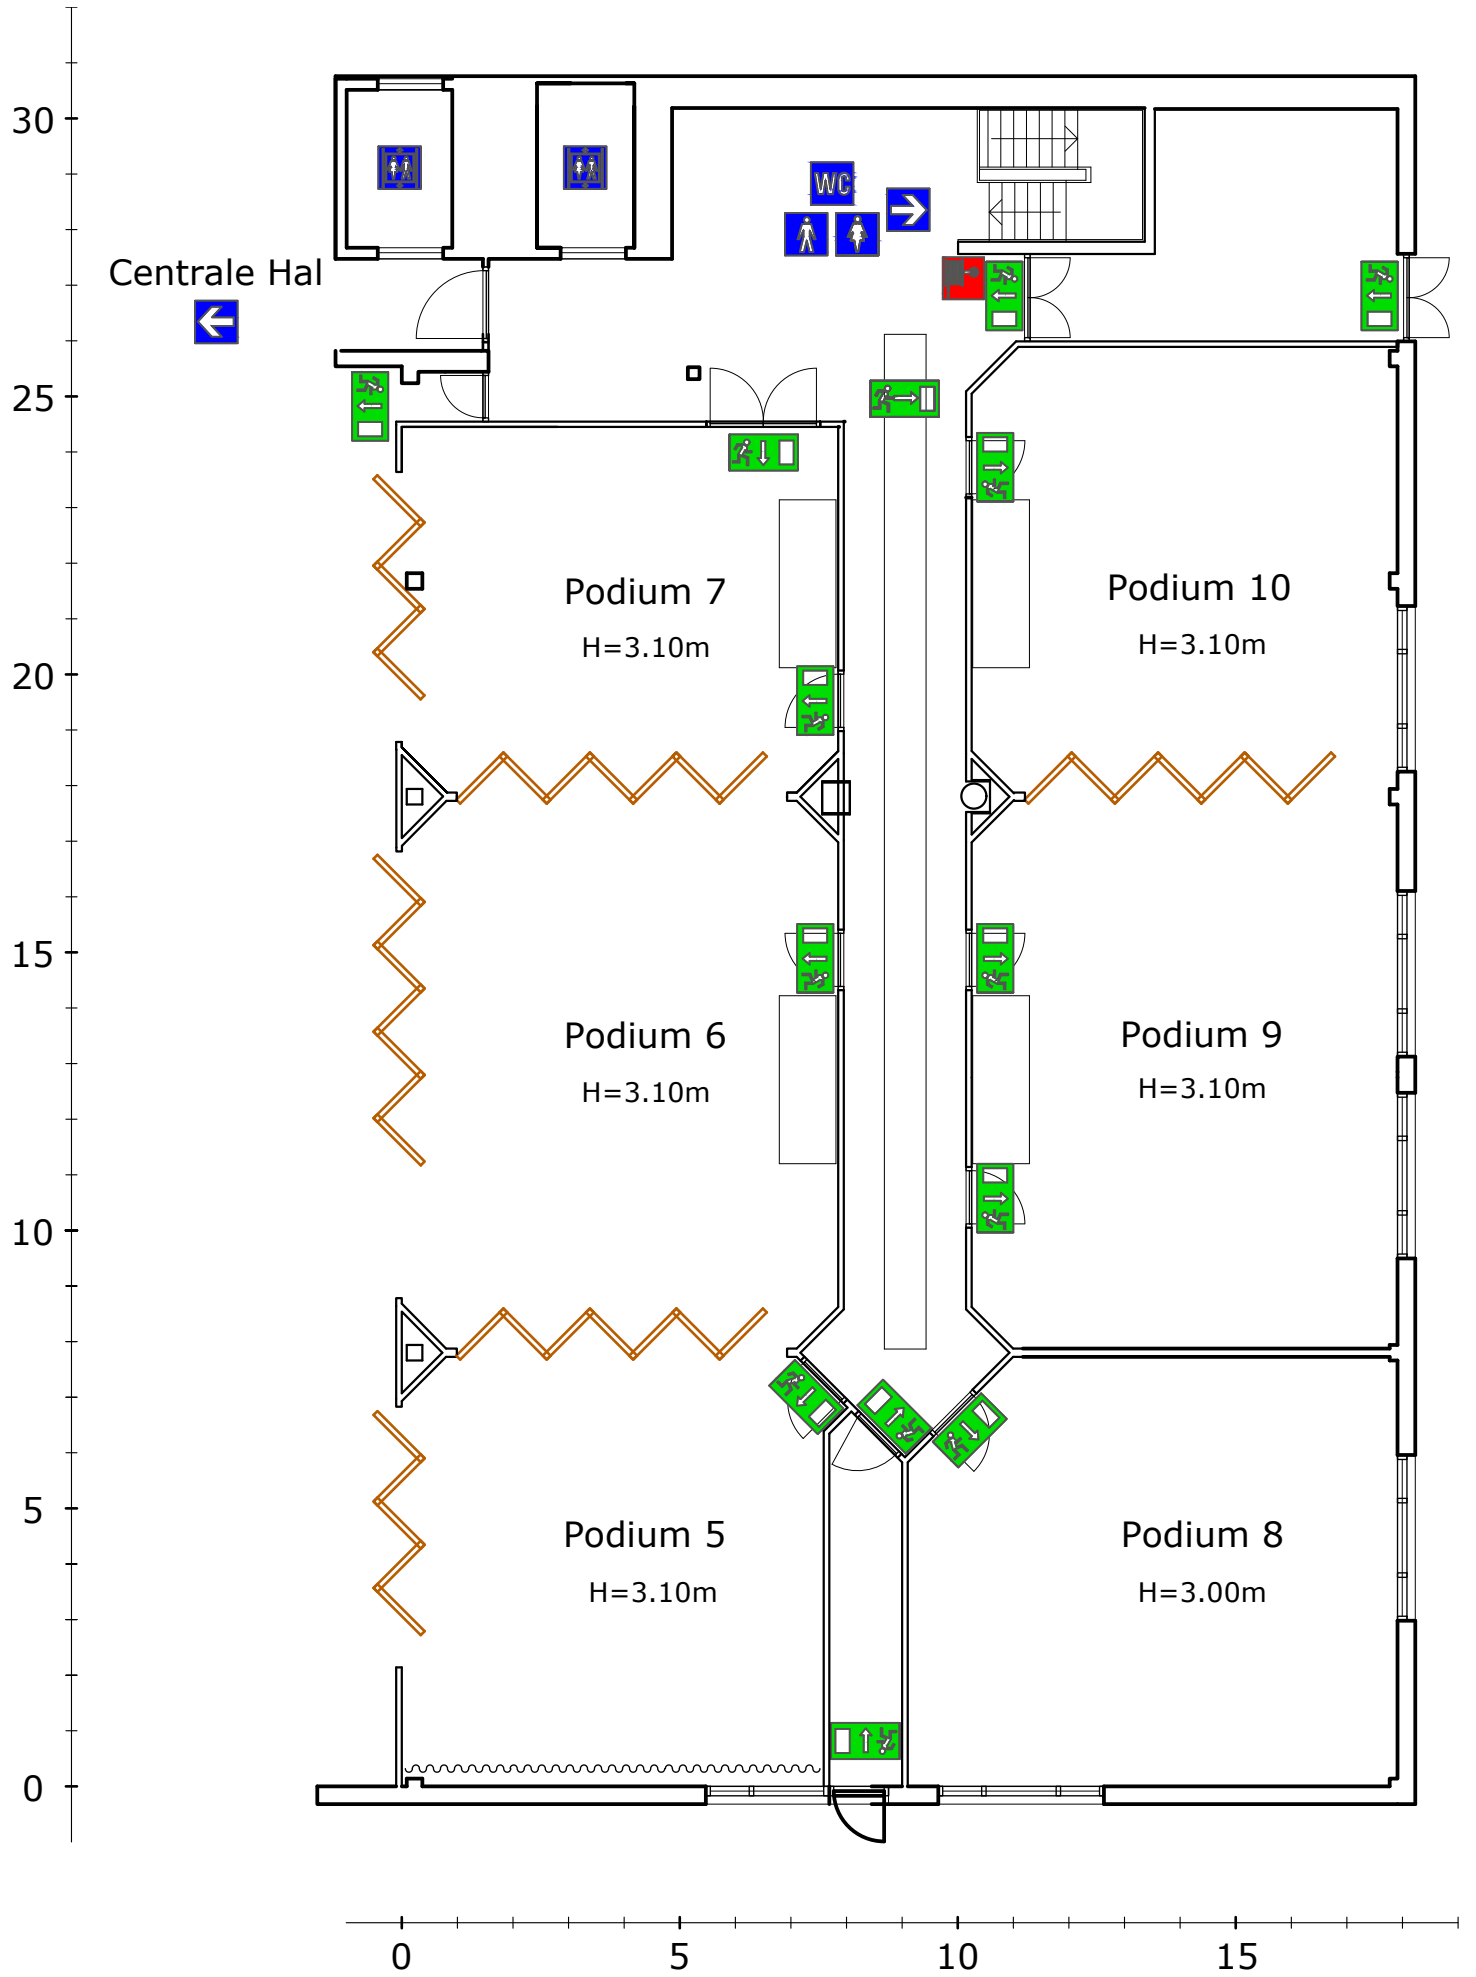 30
WC
Centrale Hal
25
Podium 7
H=3.10m
Podium 10
H=3.10m
20
15
Podium 6
H=3.10m
Podium 9
H=3.10m
10
5
Podium 5
H=3.10m
Podium 8
H=3.00m
0
0 5 10 15